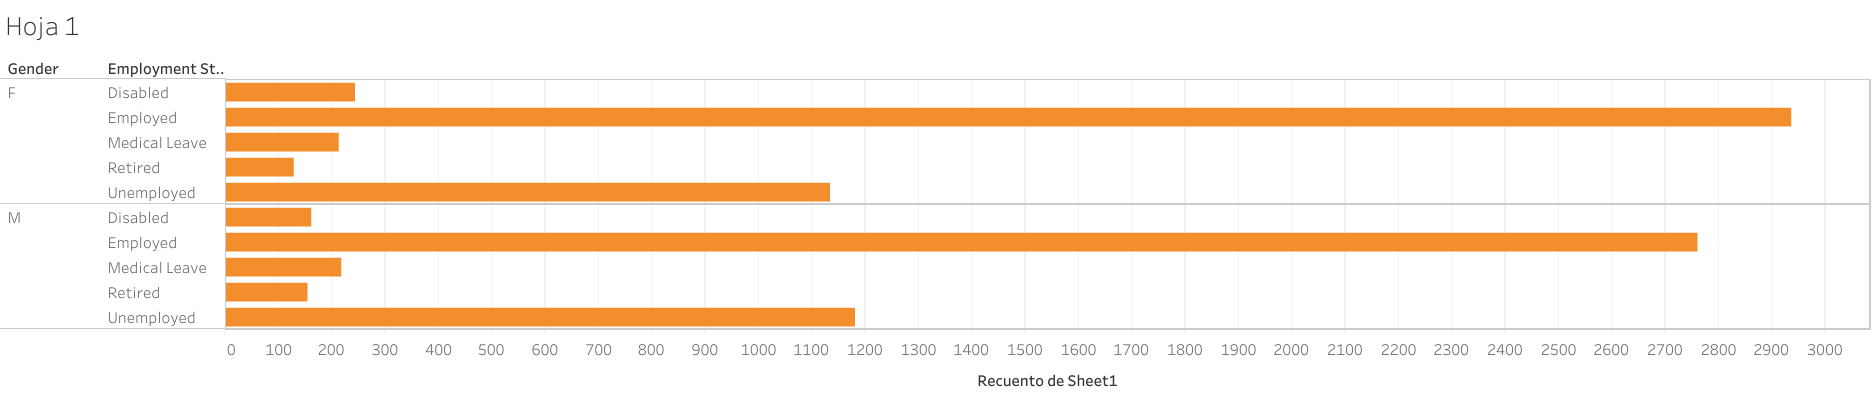 Hoja 1
Gender Employment St..
F Disabled
Employed
Medical Leave
Retired
Unemployed
M Disabled
Employed
Medical Leave
Retired
Unemployed
0 100 200 300 400 500 600 700 800 900 1000 1100 1200 1300 1400 1500 1600 1700 1800 1900 2000 2100 2200 2300 2400 2500 2600 2700 2800 2900 3000
Recuento de Sheet1